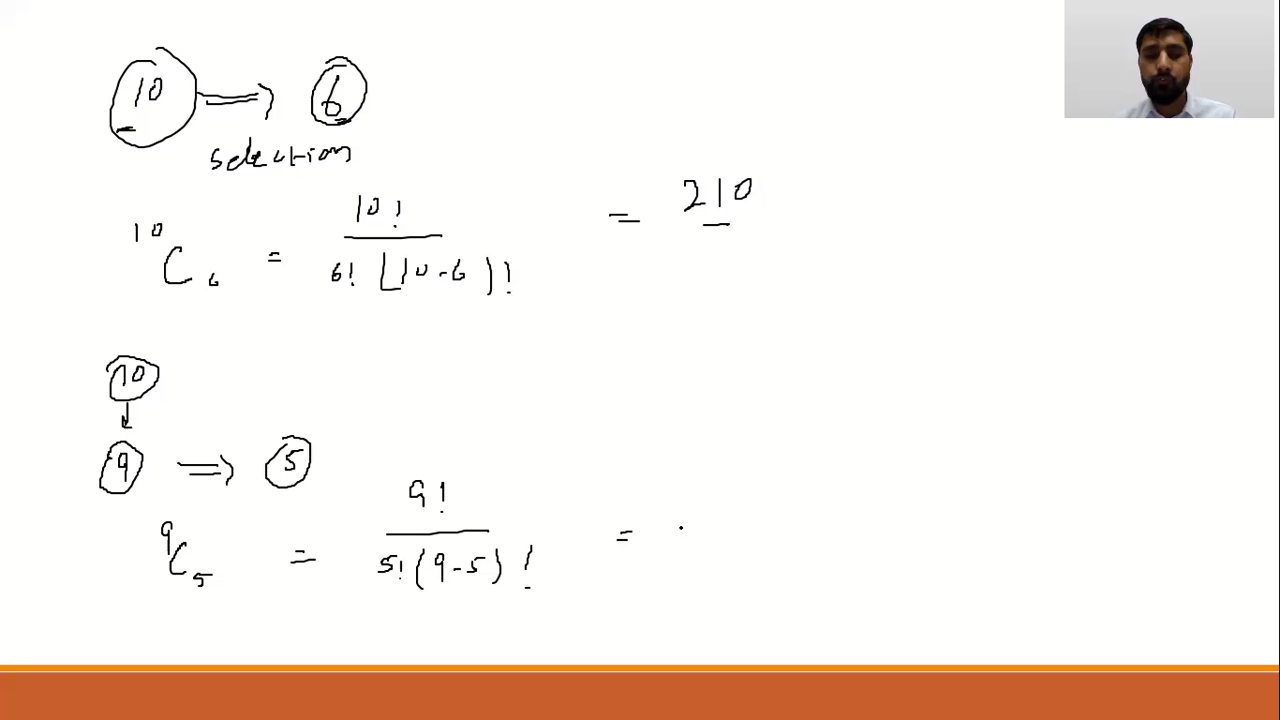 10 ⇒ 6
selection
¹⁰C₆ = 10! / 6! (10-6)! = 210
10
↓
9 ⇒ 5
⁹C₅ = 9! / 5! (9-5)! =